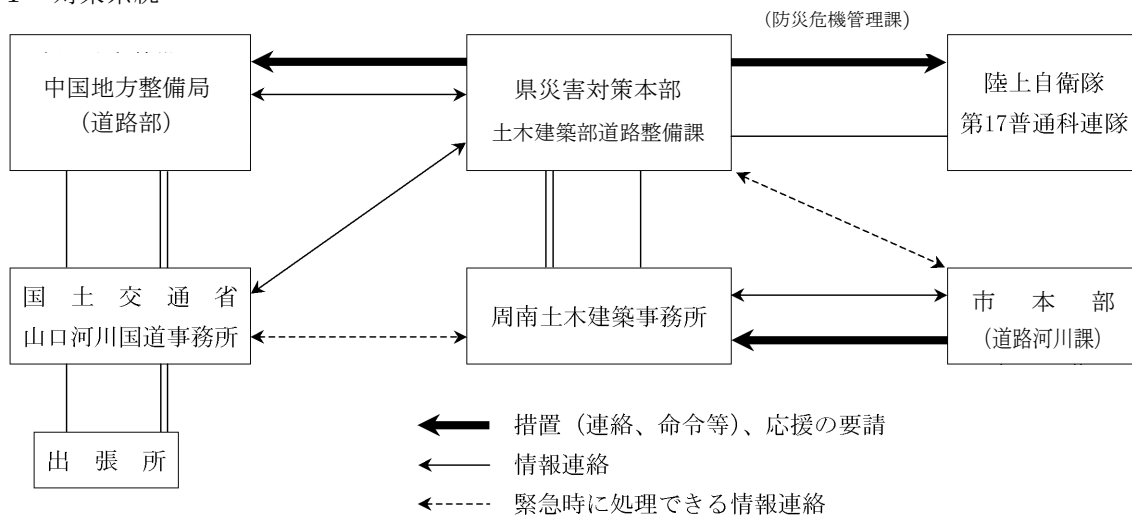 (防災危機管理課)
中国地方整備局
(道路部)
県災害対策本部
土木建築部道路整備課
陸上自衛隊
第17普通科連隊
国土交通省
山口河川国道事務所
周南土木建築事務所
市本部
(道路河川課)
出張所
措置(連絡、命令等)、応援の要請
情報連絡
緊急時に処理できる情報連絡